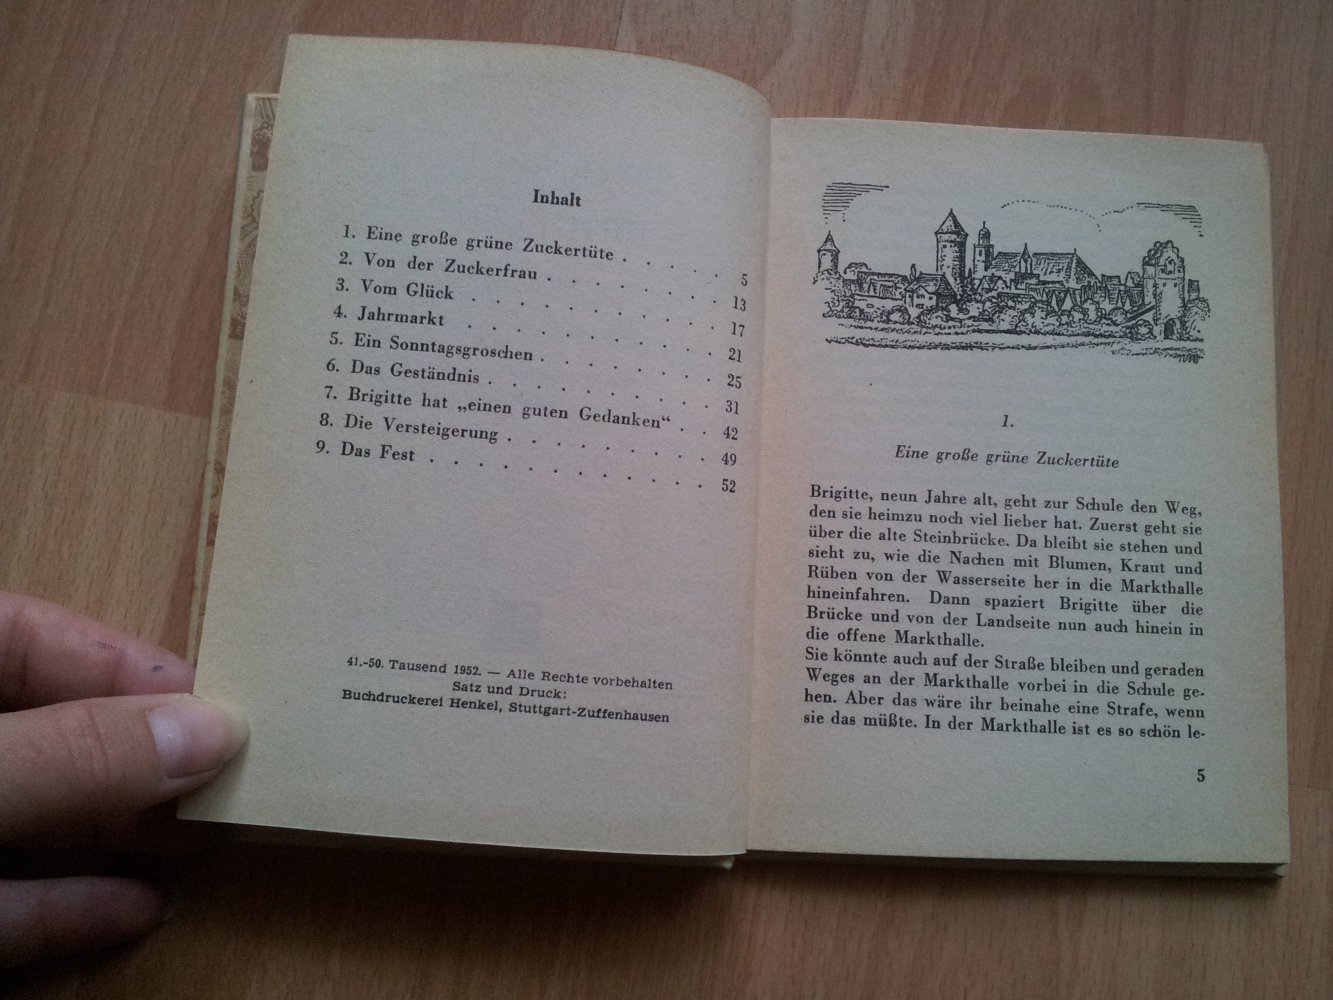 Inhalt
1. Eine große grüne Zuckertüte . . . . . 5
2. Von der Zuckerfrau . . . . . . . . 13
3. Vom Glück . . . . . . . . . . . 17
4. Jahrmarkt . . . . . . . . . . . 21
5. Ein Sonntagsgroschen . . . . . . . . 25
6. Das Geständnis . . . . . . . . . . 31
7. Brigitte hat „einen guten Gedanken“ . . 42
8. Die Versteigerung . . . . . . . . . 49
9. Das Fest . . . . . . . . . . . . 52
41.-50. Tausend 1952. — Alle Rechte vorbehalten
Satz und Druck:
Buchdruckerei Henkel, Stuttgart-Zuffenhausen
1.
Eine große grüne Zuckertüte
Brigitte, neun Jahre alt, geht zur Schule den Weg,
den sie heimzu noch viel lieber hat. Zuerst geht sie
über die alte Steinbrücke. Da bleibt sie stehen und
sieht zu, wie die Nachen mit Blumen, Kraut und
Rüben von der Wasserseite her in die Markthalle
hineinfahren. Dann spaziert Brigitte über die
Brücke und von der Landseite nun auch hinein in
die offene Markthalle.
Sie könnte auch auf der Straße bleiben und geraden
Weges an der Markthalle vorbei in die Schule ge-
hen. Aber das wäre ihr beinahe eine Strafe, wenn
sie das müßte. In der Markthalle ist es so schön le-
5